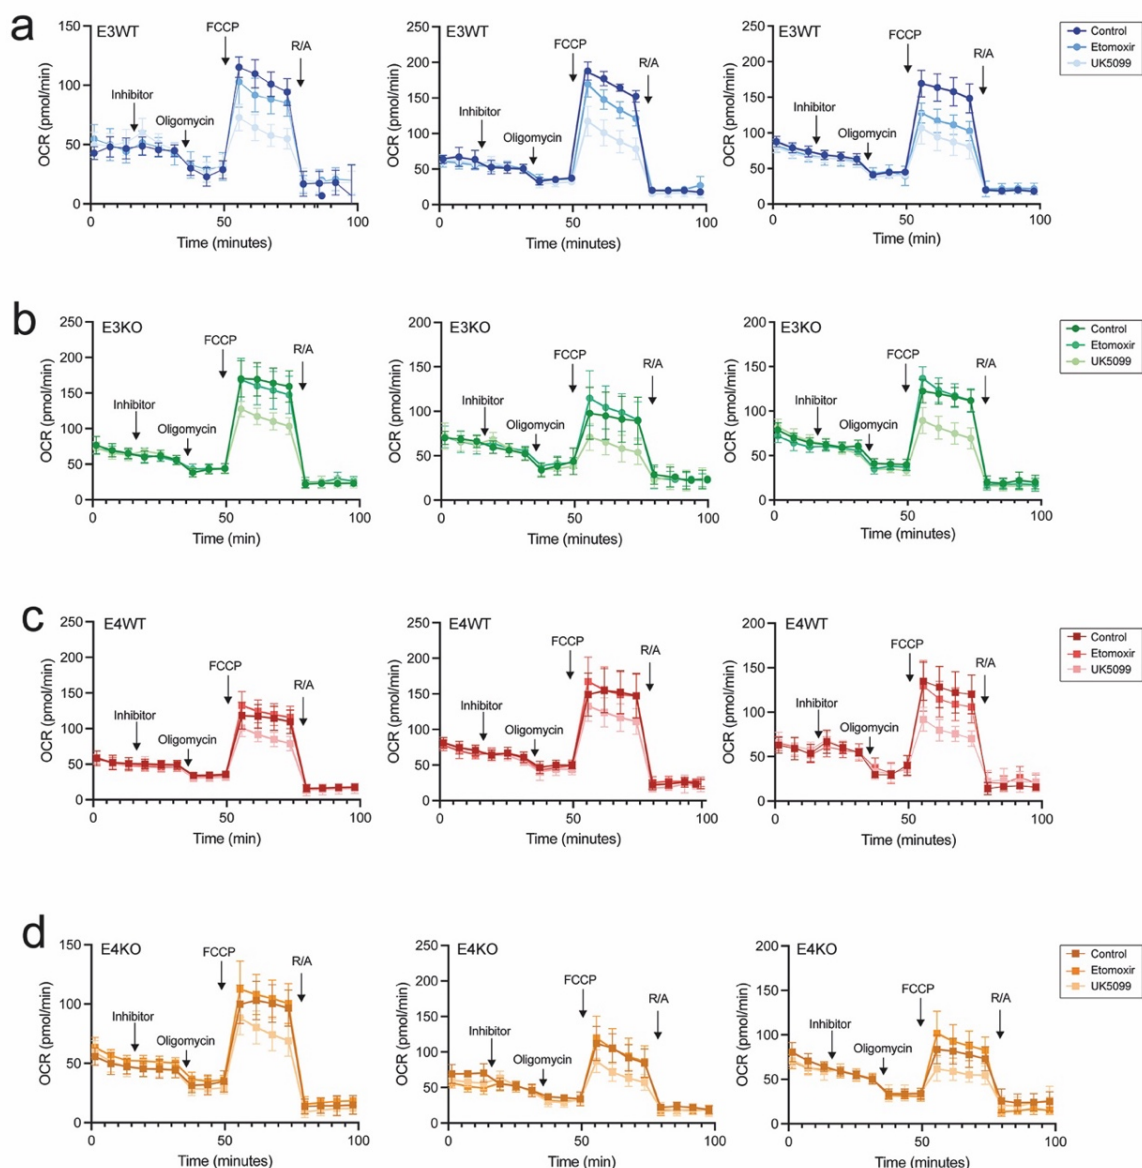 a
E3WT
OCR (pmol/min)
150
100
50
0
Inhibitor
Oligomycin
FCCP
R/A
0 50 100
Time (minutes)
E3WT
OCR (pmol/min)
250
200
150
100
50
0
Inhibitor
Oligomycin
FCCP
R/A
0 50 100
Time (minutes)
E3WT
OCR (pmol/min)
250
200
150
100
50
0
Inhibitor
Oligomycin
FCCP
R/A
0 50 100
Time (min)
Control
Etomoxir
UK5099
b
E3KO
OCR (pmol/min)
250
200
150
100
50
0
Inhibitor
Oligomycin
FCCP
R/A
0 50 100
Time (min)
E3KO
OCR (pmol/min)
250
200
150
100
50
0
Inhibitor
Oligomycin
FCCP
R/A
0 50 100
Time (minutes)
E3KO
OCR (pmol/min)
200
150
100
50
0
Inhibitor
Oligomycin
FCCP
R/A
0 50 100
Time (minutes)
Control
Etomoxir
UK5099
c
E4WT
OCR (pmol/min)
250
200
150
100
50
0
Inhibitor
Oligomycin
FCCP
R/A
0 50 100
Time (min)
E4WT
OCR (pmol/min)
250
200
150
100
50
0
Inhibitor
Oligomycin
FCCP
R/A
0 50 100
Time (minutes)
E4WT
OCR (pmol/min)
200
150
100
50
0
Inhibitor
Oligomycin
FCCP
R/A
0 50 100
Time (minutes)
Control
Etomoxir
UK5099
d
E4KO
OCR (pmol/min)
150
100
50
0
Inhibitor
Oligomycin
FCCP
R/A
0 50 100
Time (minutes)
E4KO
OCR (pmol/min)
250
200
150
100
50
0
Inhibitor
Oligomycin
FCCP
R/A
0 50 100
Time (min)
E4KO
OCR (pmol/min)
200
150
100
50
0
Inhibitor
Oligomycin
FCCP
R/A
0 50 100
Time (minutes)
Control
Etomoxir
UK5099